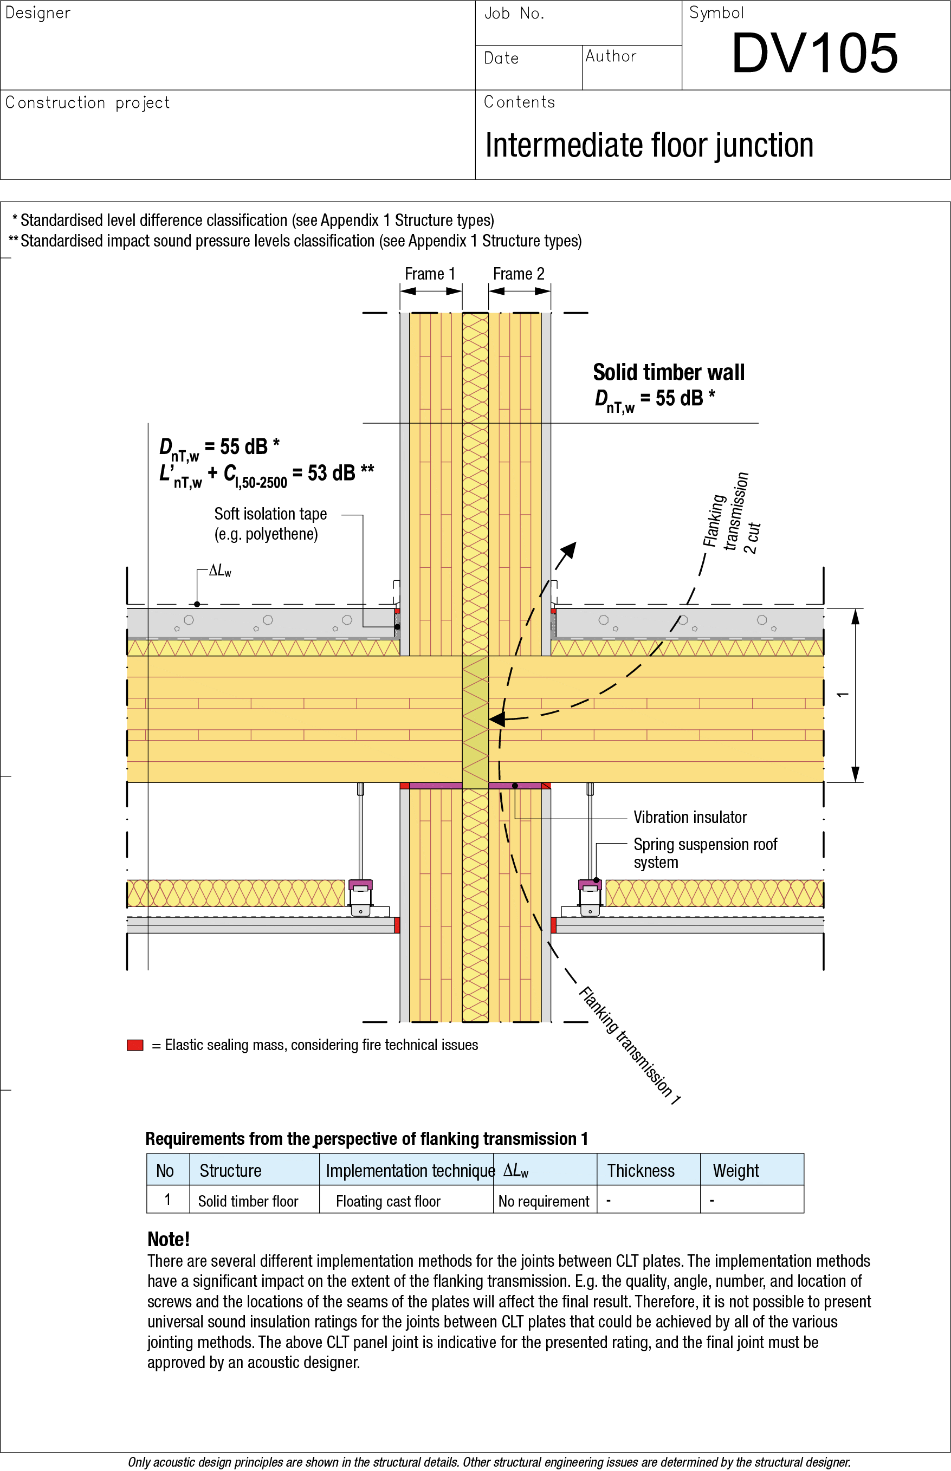 Designer
Job No.
Symbol
DV105
Date
Author
Construction project
Contents
Intermediate floor junction
* Standardised level difference classification (see Appendix 1 Structure types)
** Standardised impact sound pressure levels classification (see Appendix 1 Structure types)
Frame 1
Frame 2
Solid timber wall
DnT,w = 55 dB *
DnT,w = 55 dB *
L’nT,w + CI,50-2500 = 53 dB **
Soft isolation tape
(e.g. polyethene)
ΔLw
Flanking
transmission
2 cut
1
Vibration insulator
Spring suspension roof
system
Flanking transmission 1
= Elastic sealing mass, considering fire technical issues
Requirements from the perspective of flanking transmission 1
No Structure Implementation technique ΔLw Thickness Weight
1 Solid timber floor Floating cast floor No requirement - -
Note!
There are several different implementation methods for the joints between CLT plates. The implementation methods
have a significant impact on the extent of the flanking transmission. E.g. the quality, angle, number, and location of
screws and the locations of the seams of the plates will affect the final result. Therefore, it is not possible to present
universal sound insulation ratings for the joints between CLT plates that could be achieved by all of the various
jointing methods. The above CLT panel joint is indicative for the presented rating, and the final joint must be
approved by an acoustic designer.
Only acoustic design principles are shown in the structural details. Other structural engineering issues are determined by the structural designer.